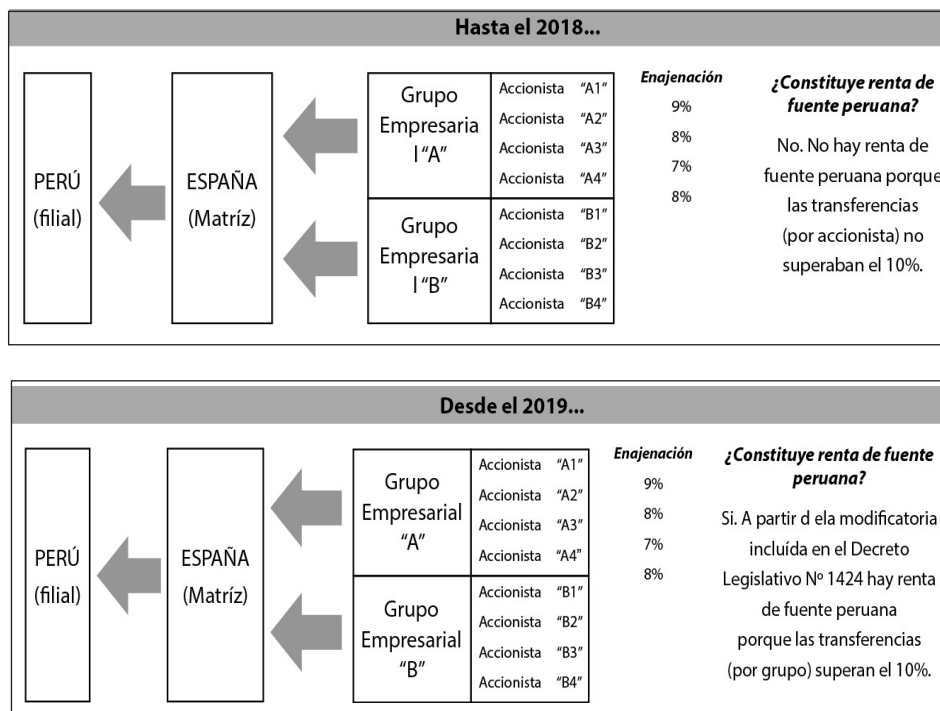 Hasta el 2018...
PERÚ
(filial)
ESPAÑA
(Matríz)
Grupo
Empresaria
l "A"
Accionista "A1"
Accionista "A2"
Accionista "A3"
Accionista "A4"
Grupo
Empresaria
l "B"
Accionista "B1"
Accionista "B2"
Accionista "B3"
Accionista "B4"
Enajenación
9%
8%
7%
8%
¿Constituye renta de
fuente peruana?
No. No hay renta de
fuente peruana porque
las transferencias
(por accionista) no
superaban el 10%.
Desde el 2019...
PERÚ
(filial)
ESPAÑA
(Matríz)
Grupo
Empresarial
"A"
Accionista "A1"
Accionista "A2"
Accionista "A3"
Accionista "A4"
Grupo
Empresarial
"B"
Accionista "B1"
Accionista "B2"
Accionista "B3"
Accionista "B4"
Enajenación
9%
8%
7%
8%
¿Constituye renta de fuente
peruana?
Si. A partir d ela modificatoria
incluída en el Decreto
Legislativo Nº 1424 hay renta
de fuente peruana
porque las transferencias
(por grupo) superan el 10%.